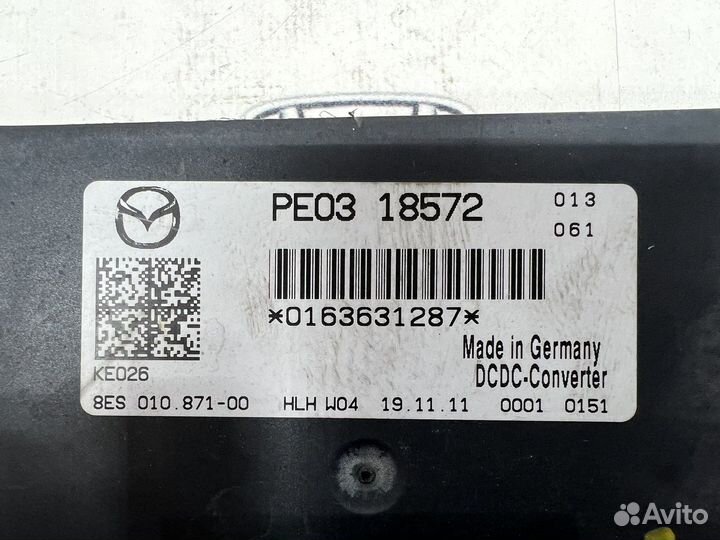 PE03 18572
013
061
*0163631287*
Made in Germany
DCDC-Converter
KE026
8ES 010.871-00 HLH W04 19.11.11 0001 0151
Avito